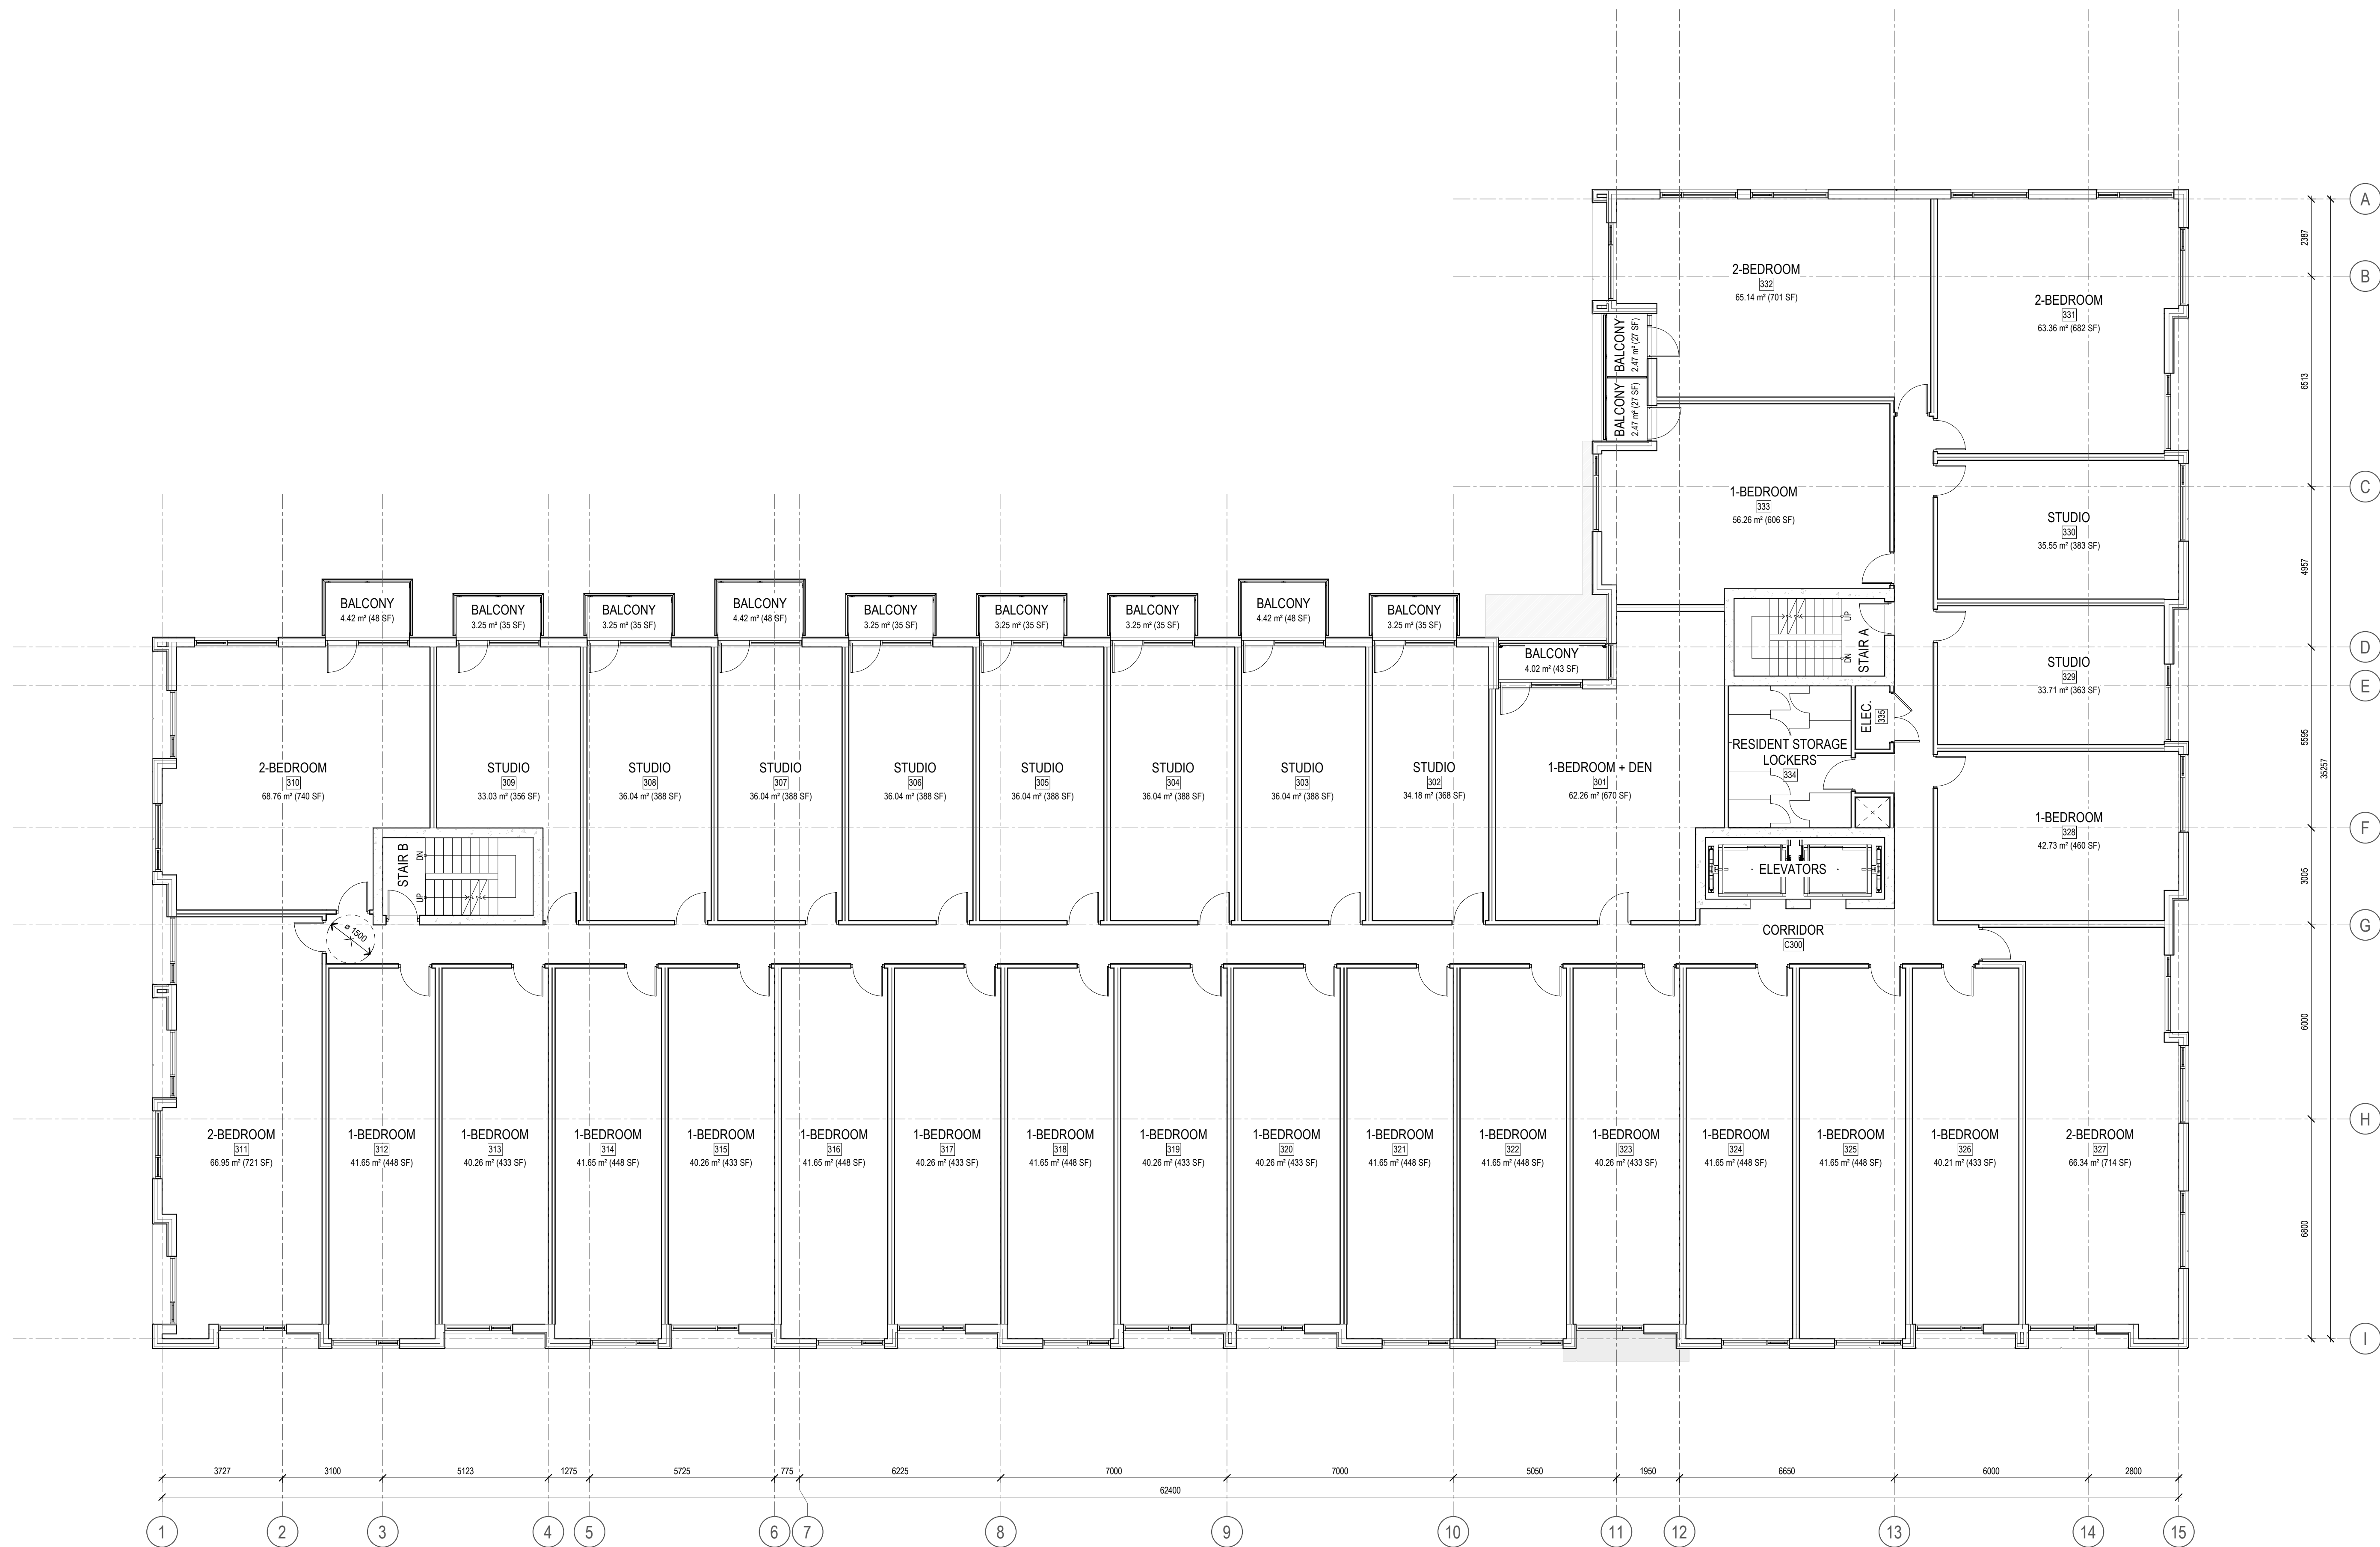 A
2387
B
2-BEDROOM
332
65.14 m² (701 SF)
2-BEDROOM
331
63.36 m² (682 SF)
BALCONY
2.47 m² (27 SF)
BALCONY
2.47 m² (27 SF)
6513
35257
C
1-BEDROOM
333
56.26 m² (606 SF)
STUDIO
330
35.55 m² (383 SF)
4957
BALCONY
4.42 m² (48 SF)
BALCONY
3.25 m² (35 SF)
BALCONY
3.25 m² (35 SF)
BALCONY
4.42 m² (48 SF)
BALCONY
3.25 m² (35 SF)
BALCONY
3.25 m² (35 SF)
BALCONY
3.25 m² (35 SF)
BALCONY
4.42 m² (48 SF)
BALCONY
3.25 m² (35 SF)
BALCONY
4.02 m² (43 SF)
UP
DN
STAIR A
D
STUDIO
329
33.71 m² (363 SF)
E
ELEC.
335
5595
2-BEDROOM
310
68.76 m² (740 SF)
STUDIO
309
33.03 m² (356 SF)
STUDIO
308
36.04 m² (388 SF)
STUDIO
307
36.04 m² (388 SF)
STUDIO
306
36.04 m² (388 SF)
STUDIO
305
36.04 m² (388 SF)
STUDIO
304
36.04 m² (388 SF)
STUDIO
303
36.04 m² (388 SF)
STUDIO
302
34.18 m² (368 SF)
1-BEDROOM + DEN
301
62.26 m² (670 SF)
RESIDENT STORAGE
LOCKERS
334
1-BEDROOM
328
42.73 m² (460 SF)
F
STAIR B
DN
UP
ELEVATORS
3005
G
ø 1500
CORRIDOR
C300
6000
H
2-BEDROOM
311
66.95 m² (721 SF)
1-BEDROOM
312
41.65 m² (448 SF)
1-BEDROOM
313
40.26 m² (433 SF)
1-BEDROOM
314
41.65 m² (448 SF)
1-BEDROOM
315
40.26 m² (433 SF)
1-BEDROOM
316
41.65 m² (448 SF)
1-BEDROOM
317
40.26 m² (433 SF)
1-BEDROOM
318
41.65 m² (448 SF)
1-BEDROOM
319
40.26 m² (433 SF)
1-BEDROOM
320
40.26 m² (433 SF)
1-BEDROOM
321
41.65 m² (448 SF)
1-BEDROOM
322
41.65 m² (448 SF)
1-BEDROOM
323
40.26 m² (433 SF)
1-BEDROOM
324
41.65 m² (448 SF)
1-BEDROOM
325
41.65 m² (448 SF)
1-BEDROOM
326
40.21 m² (433 SF)
2-BEDROOM
327
66.34 m² (714 SF)
6800
I
3727 3100 5123 1275 5725 775 6225 7000 7000 5050 1950 6650 6000 2800
62400
1 2 3 4 5 6 7 8 9 10 11 12 13 14 15